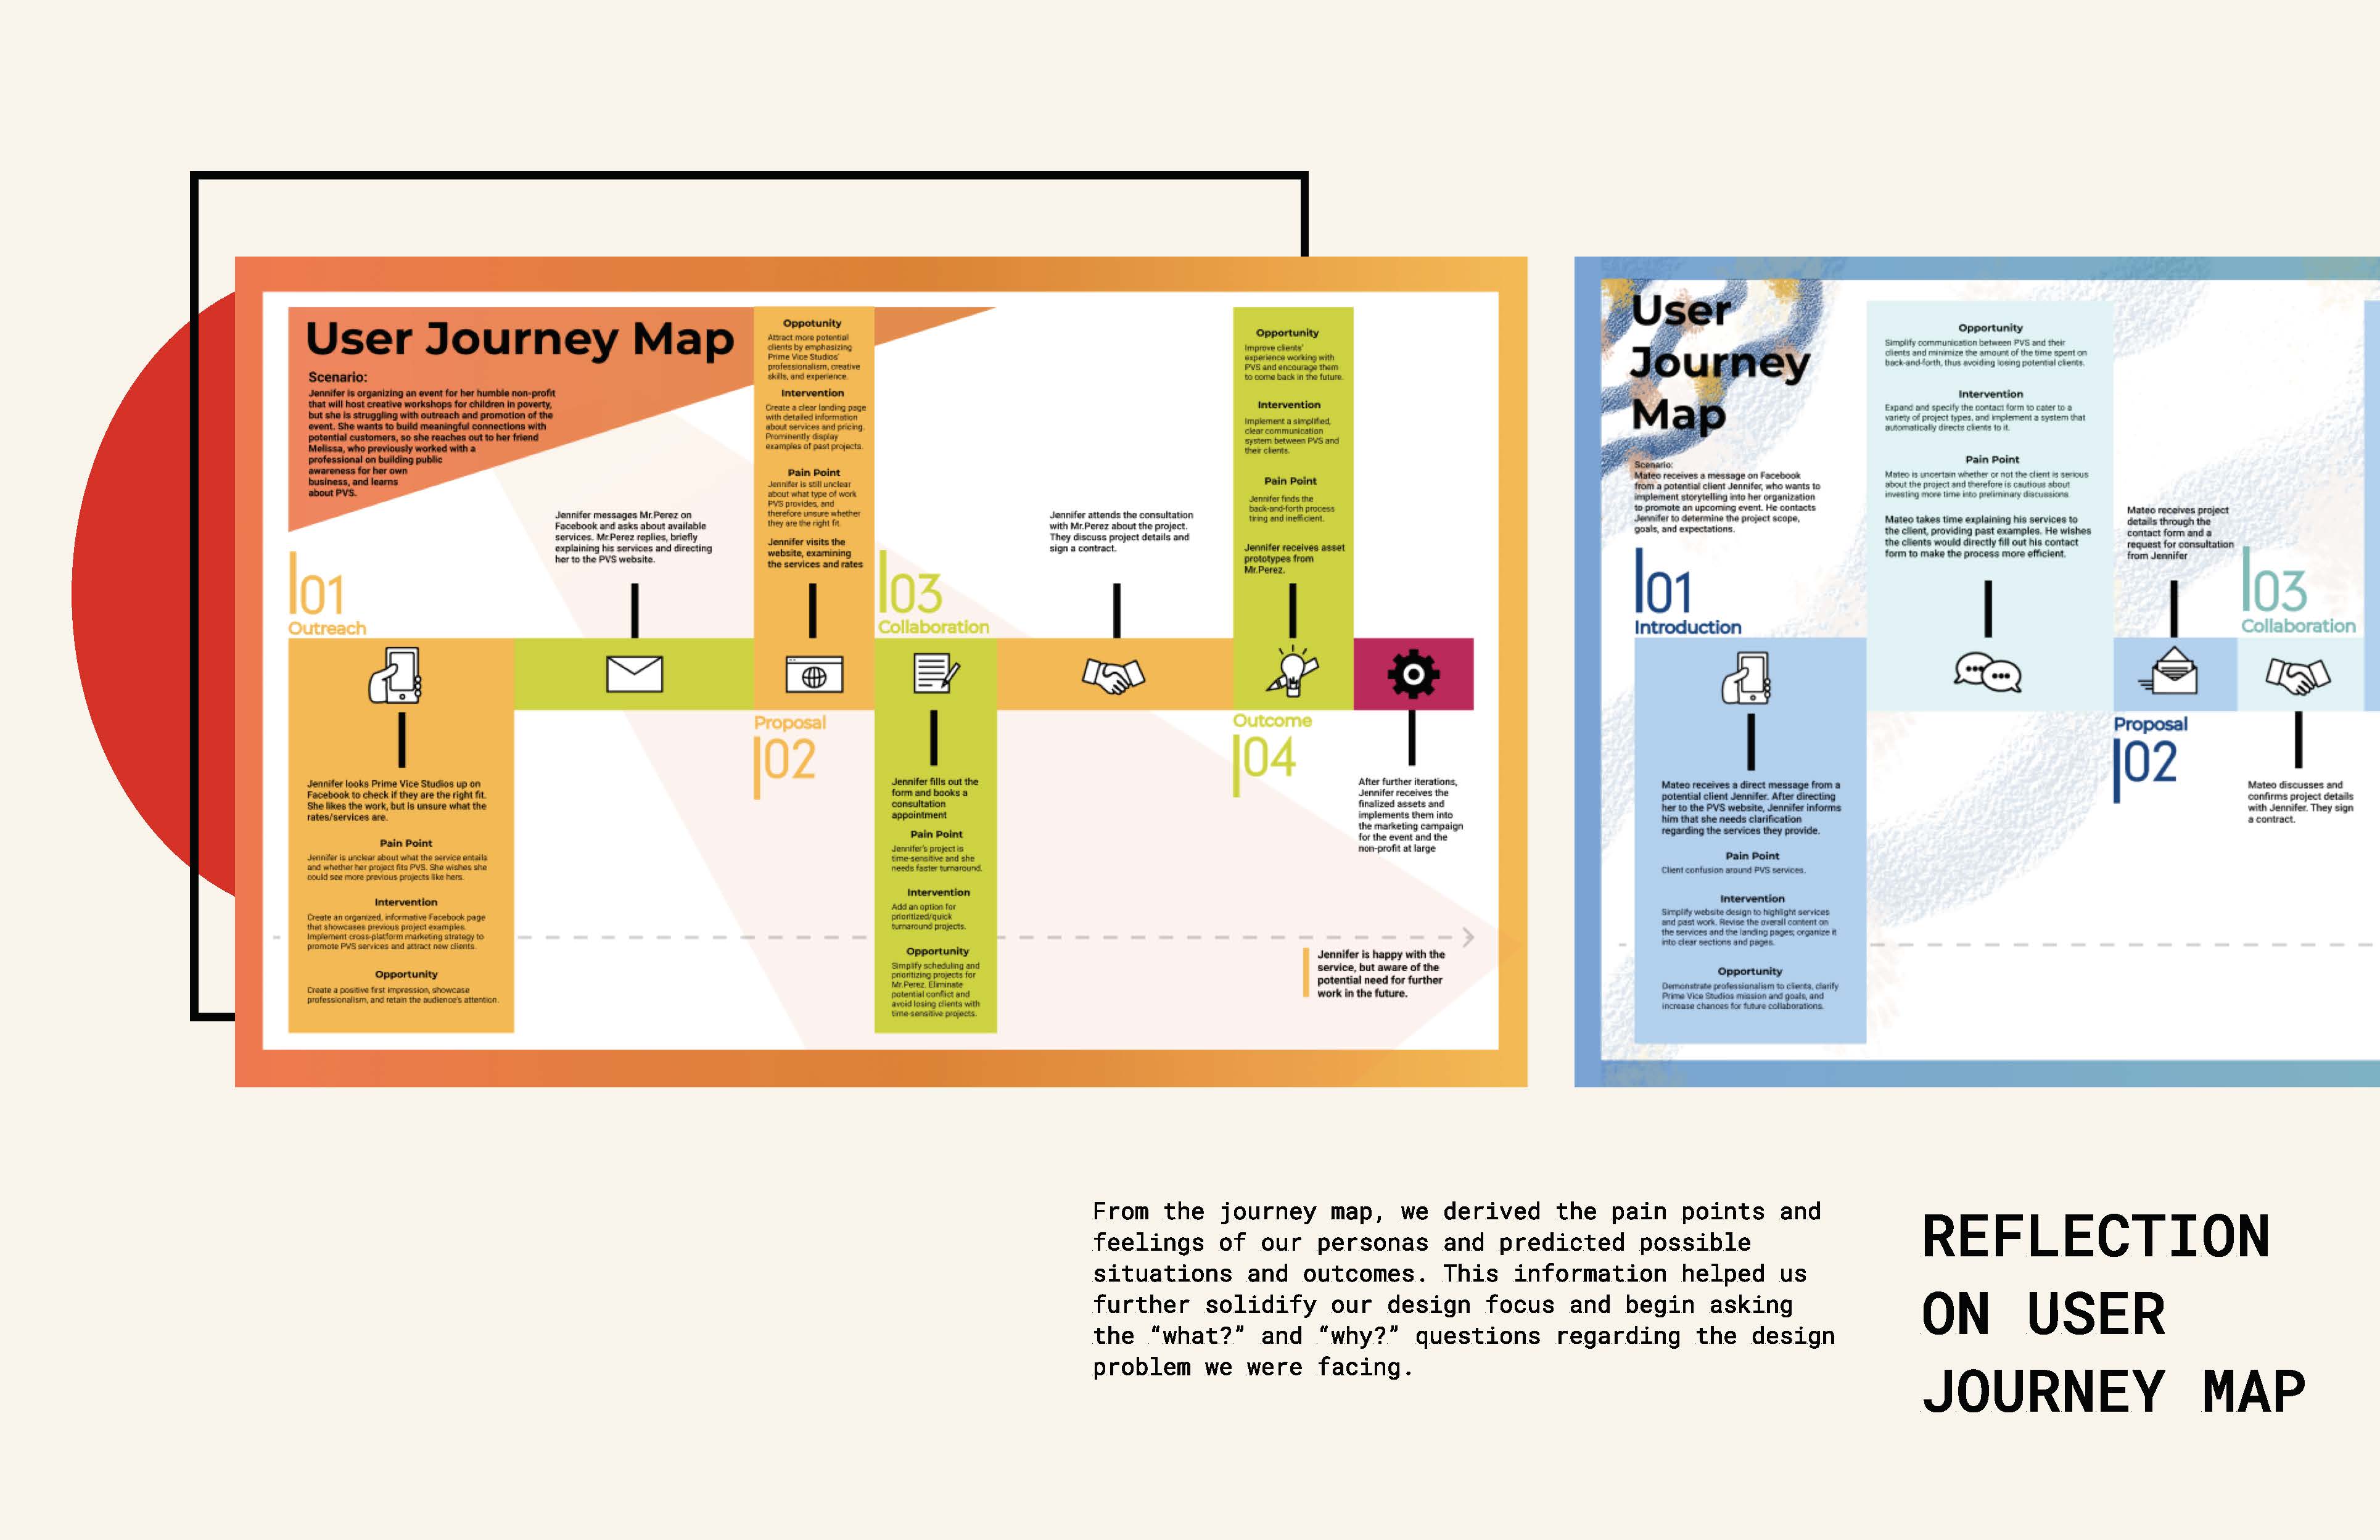 User Journey Map
Scenario:
Jennifer is organizing an event for her humble non-profit
that will host creative workshops for children in poverty,
but she is struggling with outreach and promotion of the
event. She wants to build meaningful connections with
potential customers, so she reaches out to her friend
Melissa, who previously worked with a
professional on building public
awareness for her own
business, and learns
about PVS.
01
Outreach
Jennifer looks Prime Vice Studios up on
Facebook to check if they are the right fit.
She likes the work, but is unsure what the
rates/services are.
Pain Point
Jennifer is unclear about what the service entails
and whether her project fits PVS. She wishes she
could see more previous projects like hers.
Intervention
Create an organized, informative Facebook page
that showcases previous project examples.
Implement cross-platform marketing strategy to
promote PVS services and attract new clients.
Opportunity
Create a positive first impression, showcase
professionalism, and retain the audience's attention.
Jennifer messages Mr.Perez on
Facebook and asks about available
services. Mr.Perez replies, briefly
explaining his services and directing
her to the PVS website.
Oppotunity
Attract more potential
clients by emphasizing
Prime Vice Studios'
professionalism, creative
skills, and experience.
Intervention
Create a clear landing page
with detailed information
about services and pricing.
Prominently display
examples of past projects.
Pain Point
Jennifer is still unclear
about what type of work
PVS provides, and
therefore unsure whether
they are the right fit.
Jennifer visits the
website, examining
the services and rates
Proposal
02
03
Collaboration
Jennifer fills out the
form and books a
consultation
appointment
Pain Point
Jennifer's project is
time-sensitive and she
needs faster turnaround.
Intervention
Add an option for
prioritized/quick
turnaround projects.
Opportunity
Simplify scheduling and
prioritizing projects for
Mr.Perez. Eliminate
potential conflict and
avoid losing clients with
time-sensitive projects.
Jennifer attends the consultation
with Mr.Perez about the project.
They discuss project details and
sign a contract.
Opportunity
Improve clients'
experience working with
PVS and encourage them
to come back in the future.
Intervention
Implement a simplified,
clear communication
system between PVS and
their clients.
Pain Point
Jennifer finds the
back-and-forth process
tiring and inefficient.
Jennifer receives asset
prototypes from
Mr.Perez.
Outcome
04
After further iterations,
Jennifer receives the
finalized assets and
implements them into
the marketing campaign
for the event and the
non-profit at large
Jennifer is happy with the
service, but aware of the
potential need for further
work in the future.
User
Journey
Map
Scenario:
Mateo receives a message on Facebook
from a potential client Jennifer, who wants to
implement storytelling into her organization
to promote an upcoming event. He contacts
Jennifer to determine the project scope,
goals, and expectations.
01
Introduction
Mateo receives a direct message from a
potential client Jennifer. After directing
her to the PVS website, Jennifer informs
him that she needs clarification
regarding the services they provide.
Pain Point
Client confusion around PVS services.
Intervention
Simplify website design to highlight services
and past work. Revise the overall content on
the services and the landing pages; organize it
into clear sections and pages.
Opportunity
Demonstrate professionalism to clients, clarify
Prime Vice Studios mission and goals, and
increase chances for future collaborations.
Opportunity
Simplify communication between PVS and their
clients and minimize the amount of the time spent on
back-and-forth, thus avoiding losing potential clients.
Intervention
Expand and specify the contact form to cater to a
variety of project types, and implement a system that
automatically directs clients to it.
Pain Point
Mateo is uncertain whether or not the client is serious
about the project and therefore is cautious about
investing more time into preliminary discussions.
Mateo takes time explaining his services to
the client, providing past examples. He wishes
the clients would directly fill out his contact
form to make the process more efficient.
Mateo receives project
details through the
contact form and a
request for consultation
from Jennifer
Proposal
02
03
Collaboration
Mateo discusses and
confirms project details
with Jennifer. They sign
a contract.
From the journey map, we derived the pain points and
feelings of our personas and predicted possible
situations and outcomes. This information helped us
further solidify our design focus and begin asking
the “what?” and “why?” questions regarding the design
problem we were facing.
REFLECTION
ON USER
JOURNEY MAP